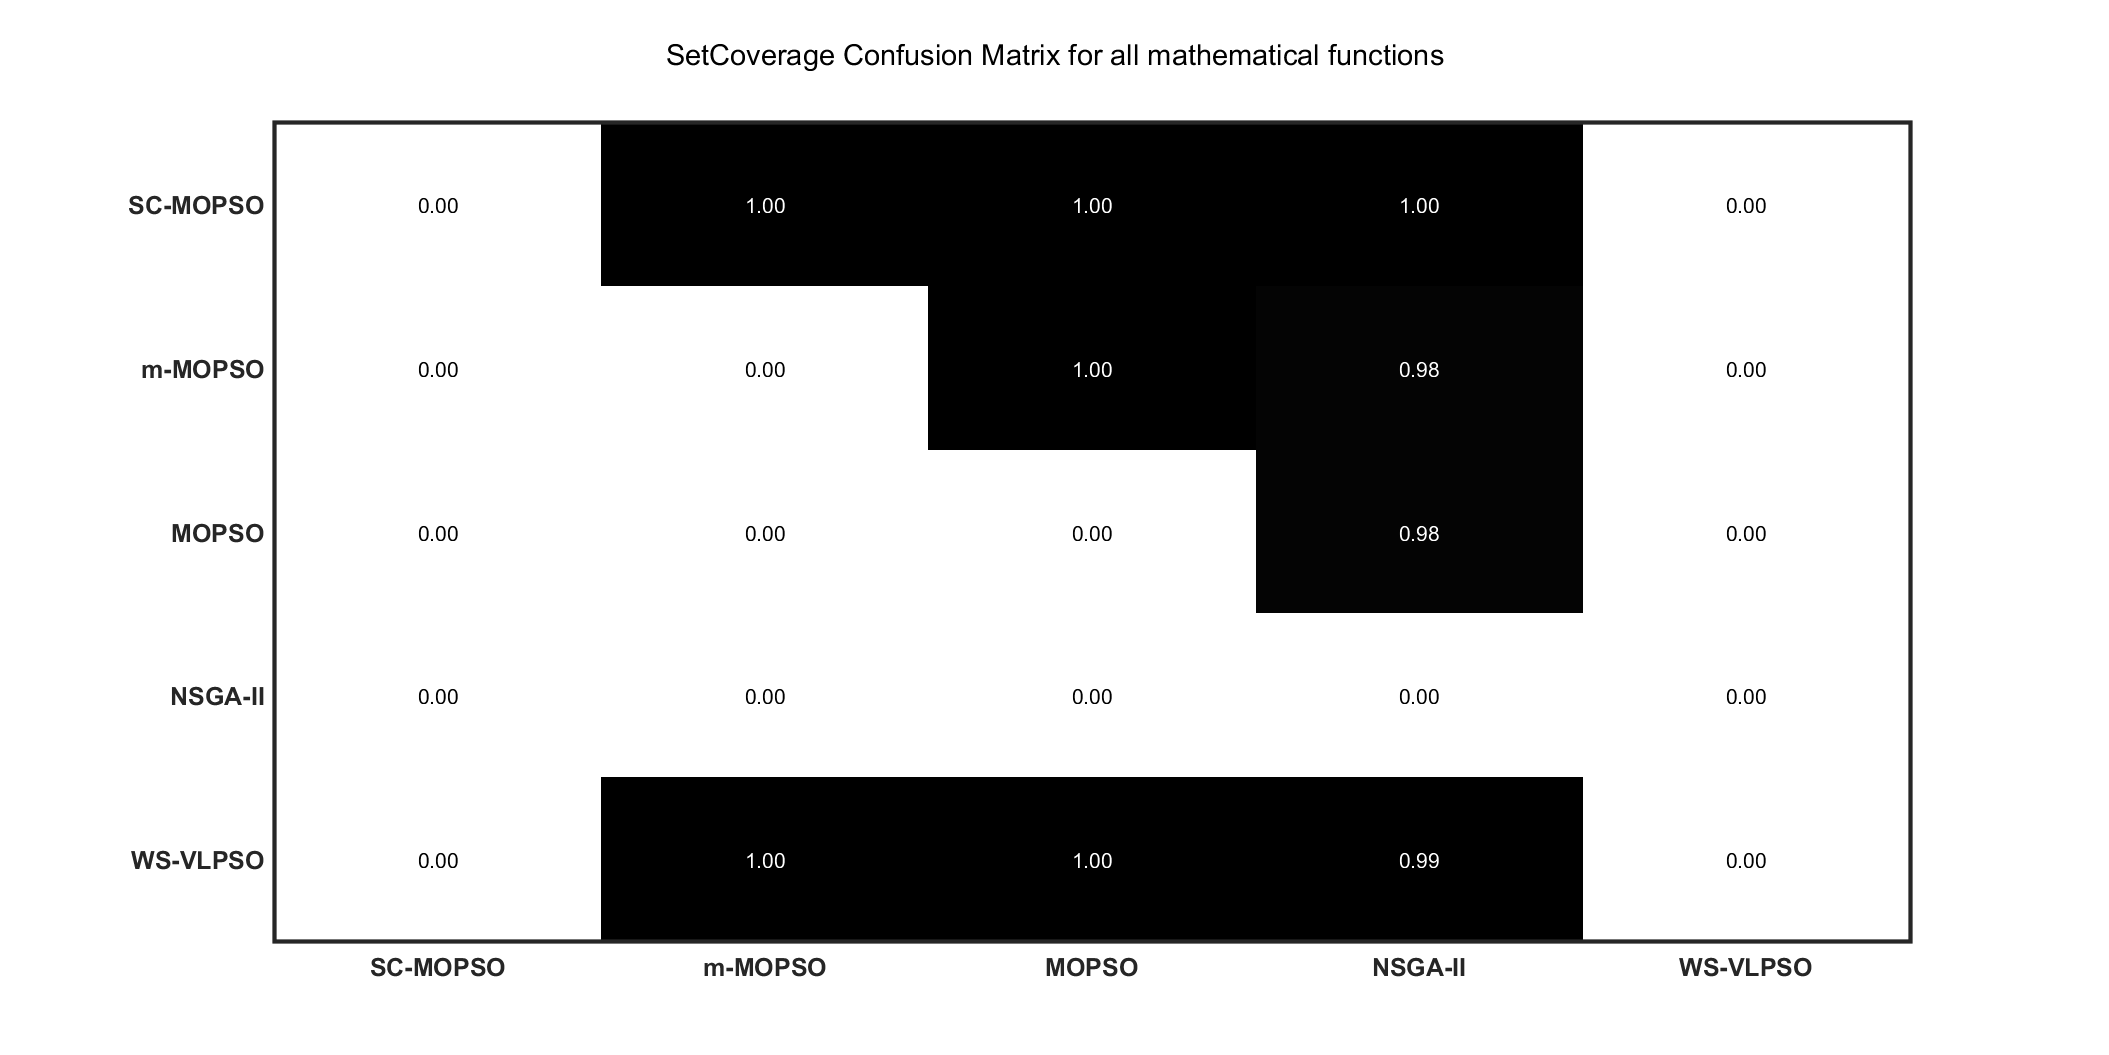 SetCoverage Confusion Matrix for all mathematical functions
SC-MOPSO 0.00 1.00 1.00 1.00 0.00
m-MOPSO 0.00 0.00 1.00 0.98 0.00
MOPSO 0.00 0.00 0.00 0.98 0.00
NSGA-II 0.00 0.00 0.00 0.00 0.00
WS-VLPSO 0.00 1.00 1.00 0.99 0.00
SC-MOPSO m-MOPSO MOPSO NSGA-II WS-VLPSO